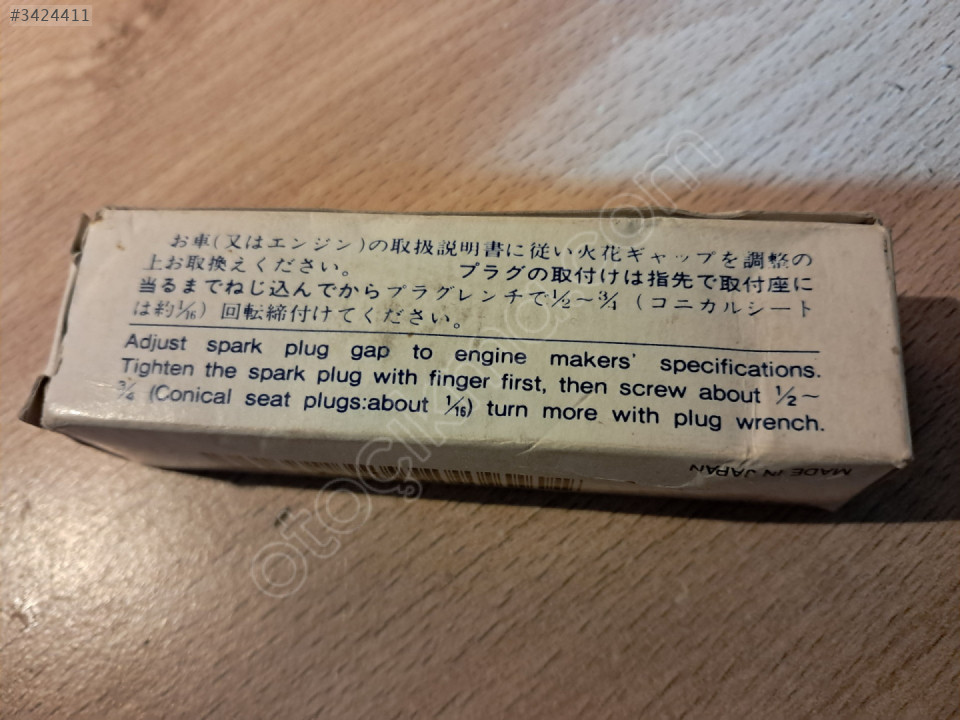 #3424411
お車(又はエンジン)の取扱説明書に従い火花ギャップを調整の
上お取換えください。 プラグの取付けは指先で取付座に
当るまでねじ込んでからプラグレンチで1/2～3/4 (コニカルシート
は約1/16) 回転締付けてください。
Adjust spark plug gap to engine makers' specifications.
Tighten the spark plug with finger first, then screw about 1/2～
3/4 (Conical seat plugs:about 1/16) turn more with plug wrench.
MADE IN JAPAN
otoçıkma.com